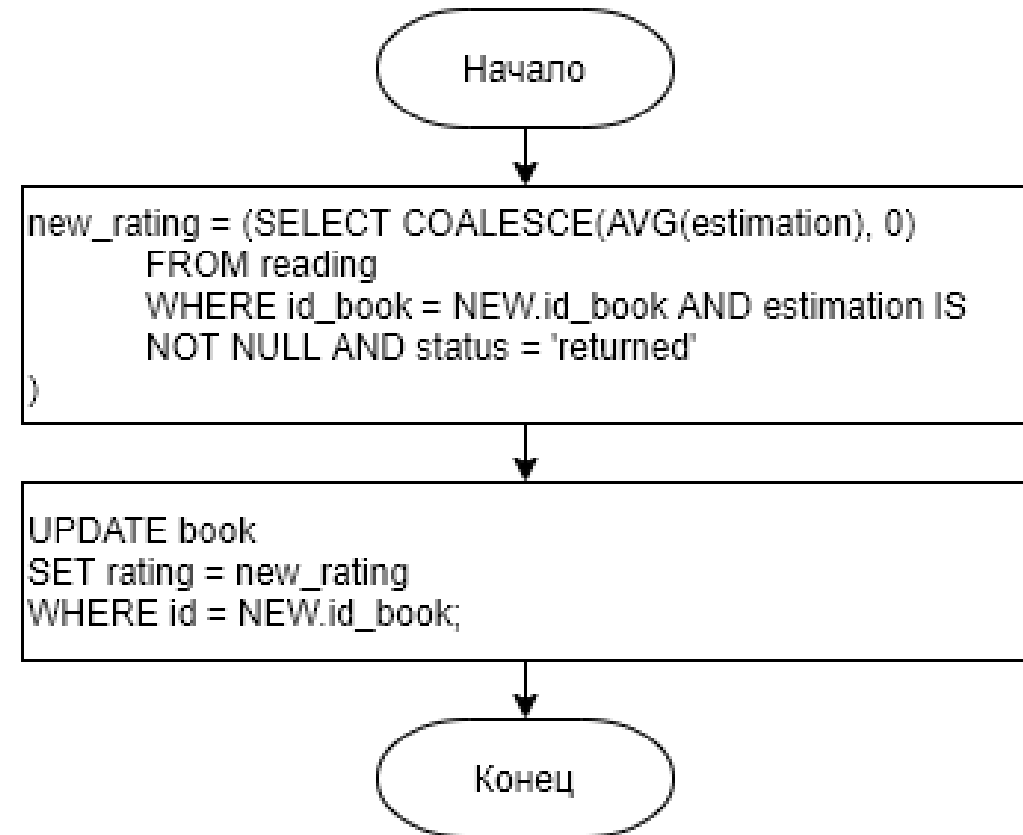 Начало
new_rating = (SELECT COALESCE(AVG(estimation), 0)
FROM reading
WHERE id_book = NEW.id_book AND estimation IS
NOT NULL AND status = 'returned'
)
UPDATE book
SET rating = new_rating
WHERE id = NEW.id_book;
Конец